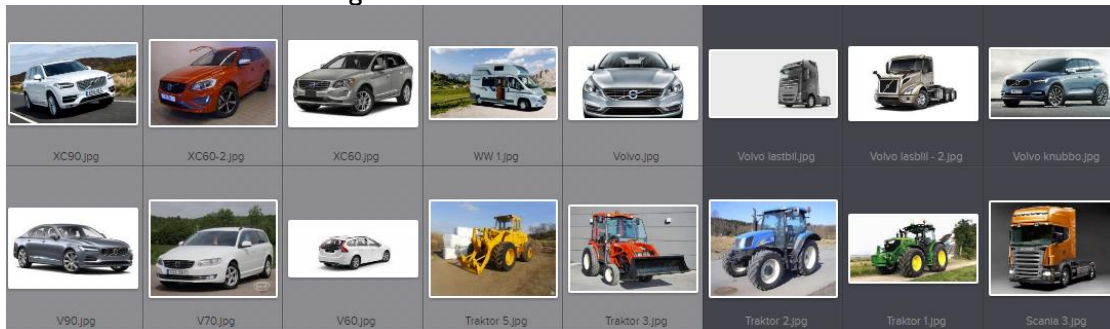 XC90.jpg
XC60-2.jpg
XC60.jpg
WW 1.jpg
Volvo.jpg
Volvo lastbil.jpg
Volvo lasblil - 2.jpg
Volvo knubbo.jpg
V90.jpg
V70.jpg
V60.jpg
Traktor 5.jpg
Traktor 3.jpg
Traktor 2.jpg
Traktor 1.jpg
Scania 3.jpg